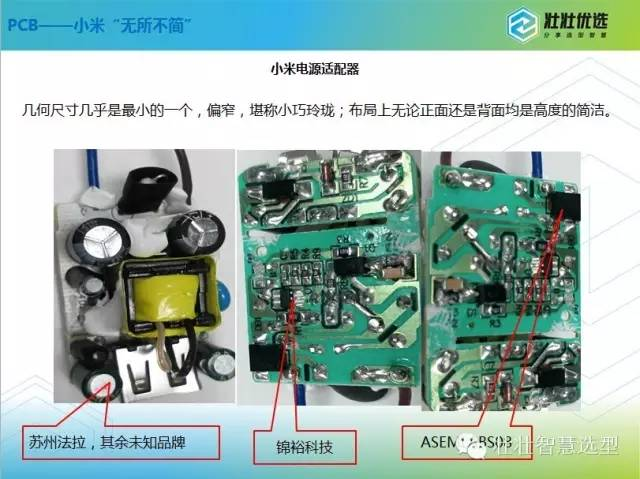 PCB——小米“无所不简”
壮壮优选
分享选型智慧
小米电源适配器
几何尺寸几乎是最小的一个，偏窄，堪称小巧玲珑；布局上无论正面还是背面均是高度的简洁。
苏州法拉，其余未知品牌
锦裕科技
壮壮智慧选型